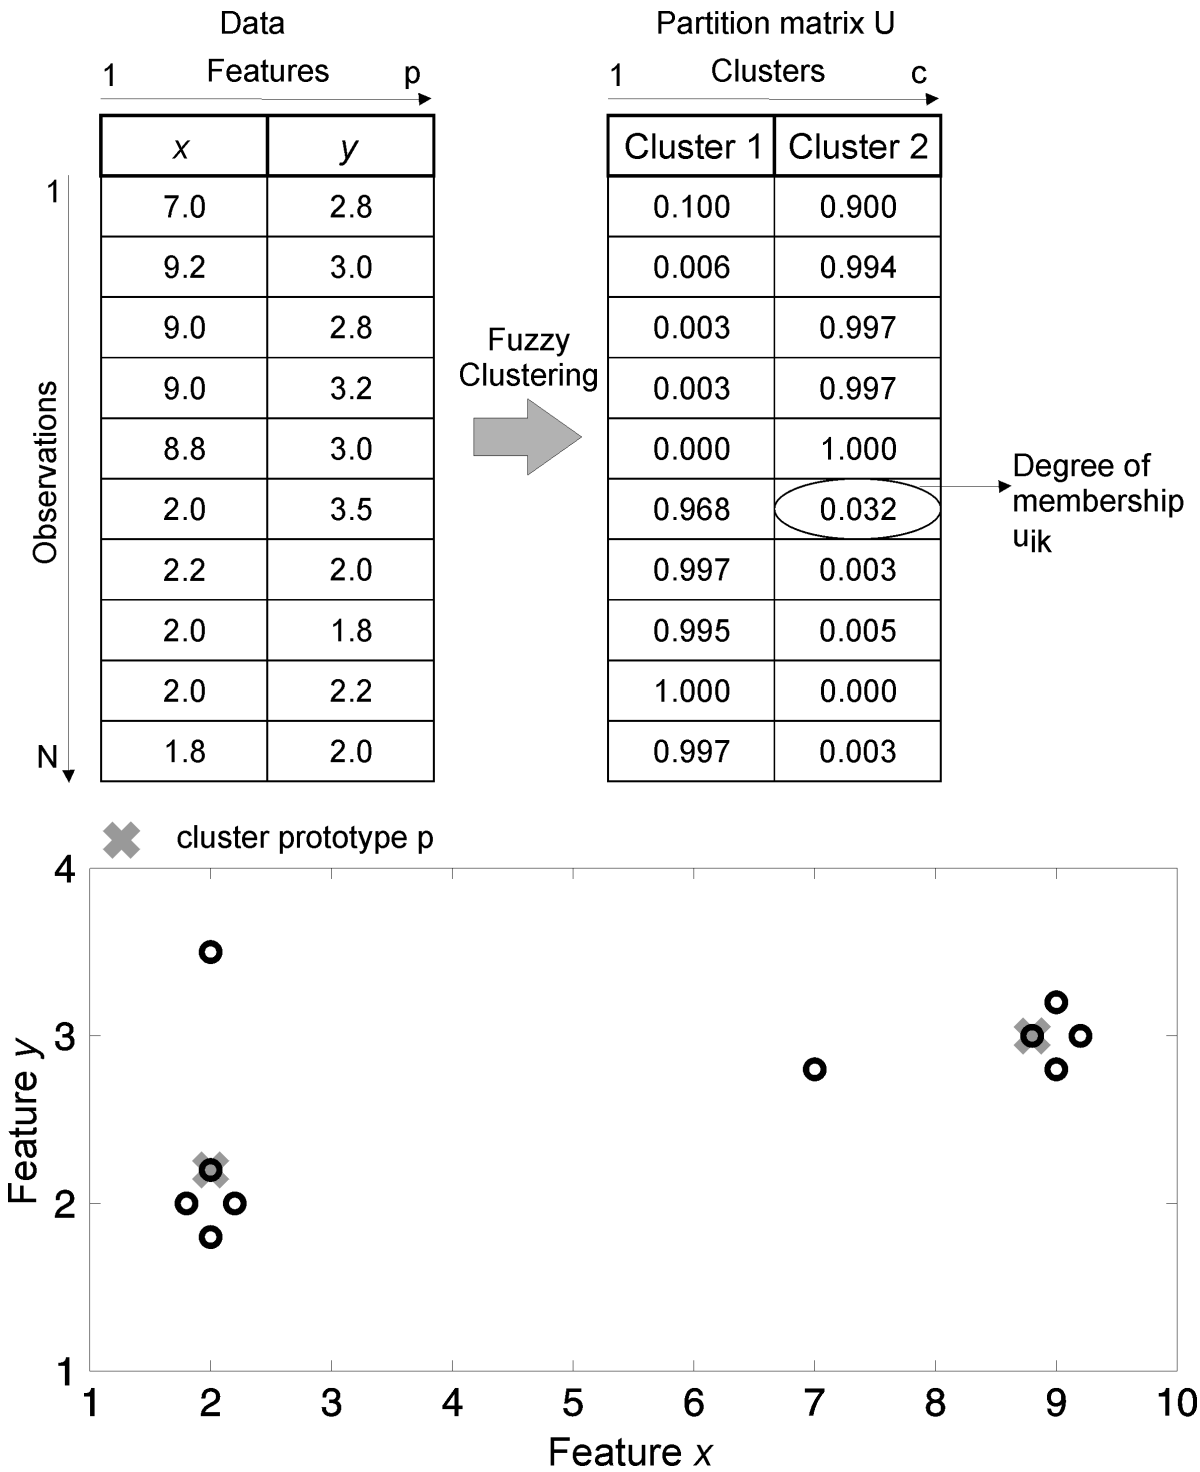 Data
Partition matrix U
1 Features p
1 Clusters c
x y
Cluster 1 Cluster 2
1
7.0 2.8
0.100 0.900
9.2 3.0
0.006 0.994
9.0 2.8
0.003 0.997
9.0 3.2
0.003 0.997
8.8 3.0
0.000 1.000
2.0 3.5
0.968 0.032
2.2 2.0
0.997 0.003
2.0 1.8
0.995 0.005
2.0 2.2
1.000 0.000
1.8 2.0
0.997 0.003
Observations
N
Fuzzy
Clustering
Degree of
membership
uik
cluster prototype p
4
3
2
1
Feature y
1 2 3 4 5 6 7 8 9 10
Feature x